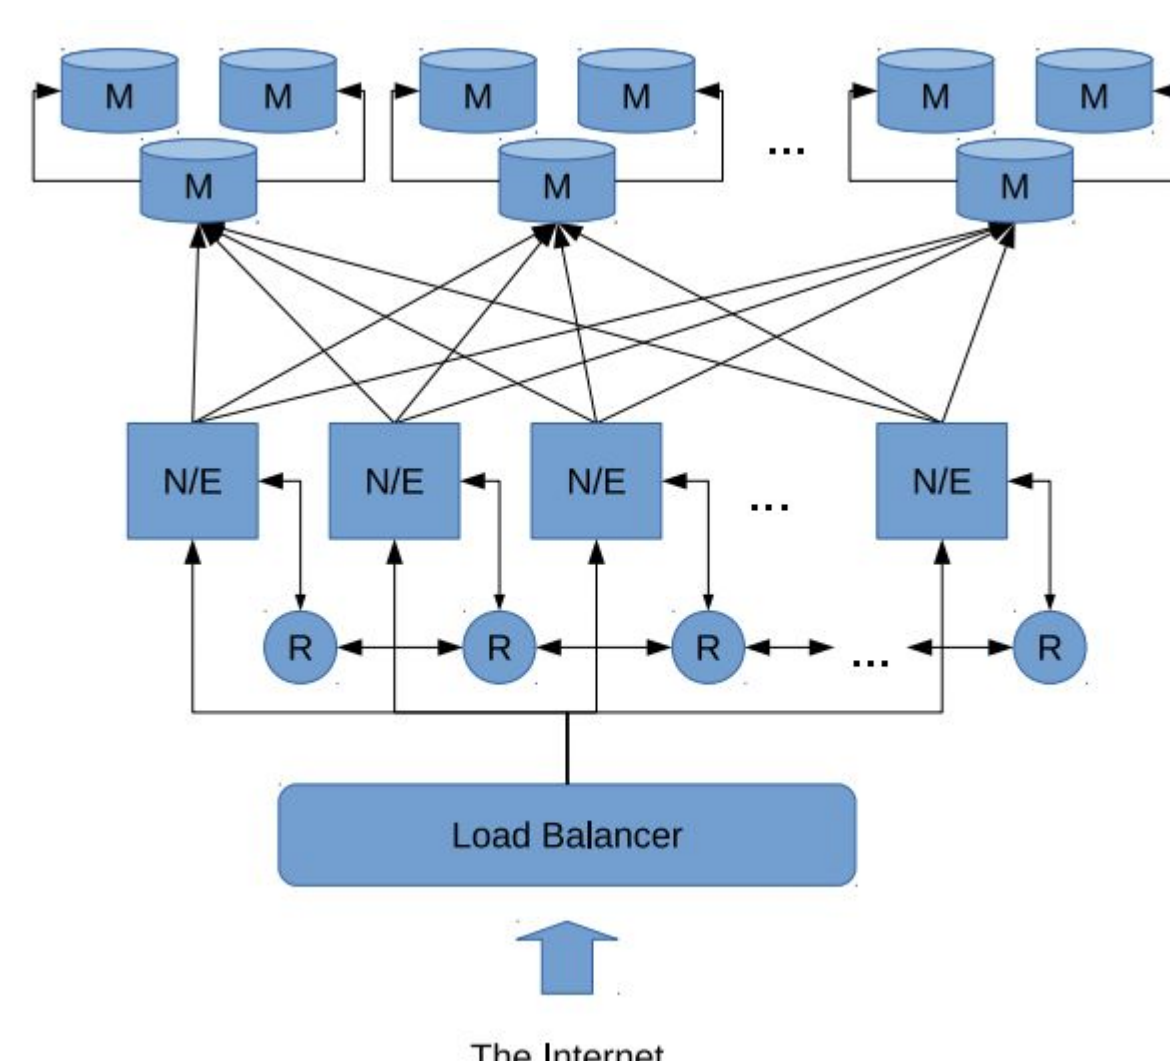 M M M M M M
...
M M M
N/E N/E N/E N/E
...
R R R R
...
Load Balancer
The Internet